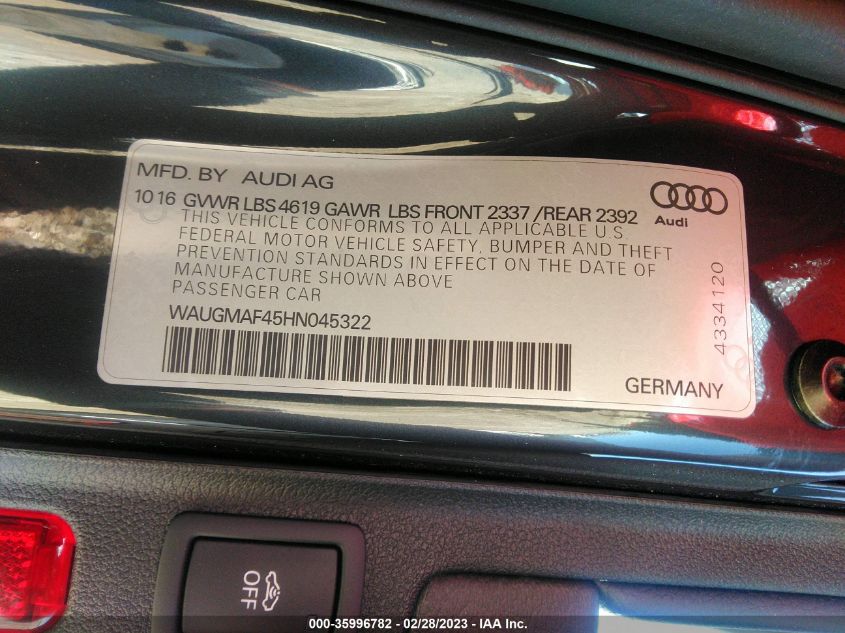 MFD. BY AUDI AG
10 16 GVWR LBS 4619 GAWR LBS FRONT 2337 /REAR 2392
THIS VEHICLE CONFORMS TO ALL APPLICABLE U.S.
FEDERAL MOTOR VEHICLE SAFETY, BUMPER AND THEFT
PREVENTION STANDARDS IN EFFECT ON THE DATE OF
MANUFACTURE SHOWN ABOVE
PASSENGER CAR
WAUGMAF45HN045322
Audi
4334120
GERMANY
OFF
000-35996782 - 02/28/2023 - IAA Inc.